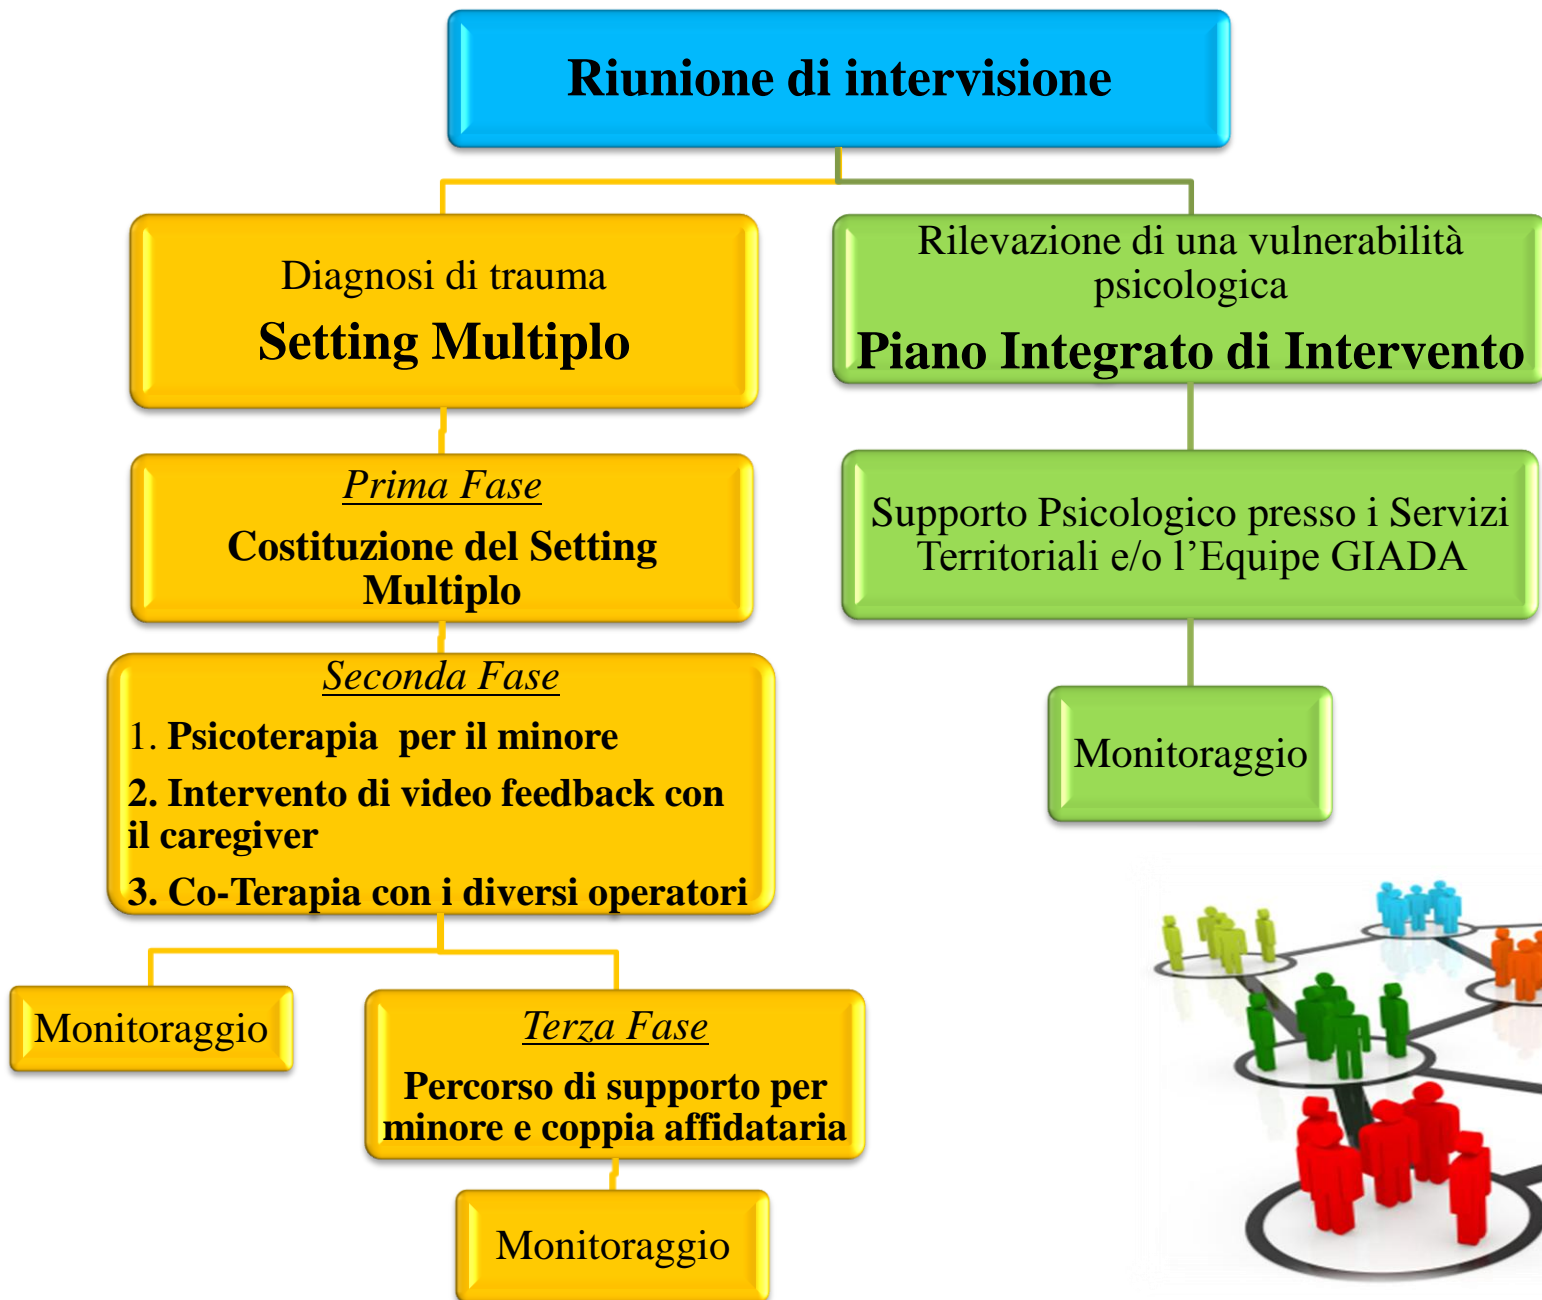 Riunione di intervisione
Diagnosi di trauma
Setting Multiplo
Rilevazione di una vulnerabilità
psicologica
Piano Integrato di Intervento
Prima Fase
Costituzione del Setting
Multiplo
Supporto Psicologico presso i Servizi
Territoriali e/o l’Equipe GIADA
Seconda Fase
1. Psicoterapia  per il minore
2. Intervento di video feedback con
il caregiver
3. Co-Terapia con i diversi operatori
Monitoraggio
Monitoraggio
Terza Fase
Percorso di supporto per
minore e coppia affidataria
Monitoraggio